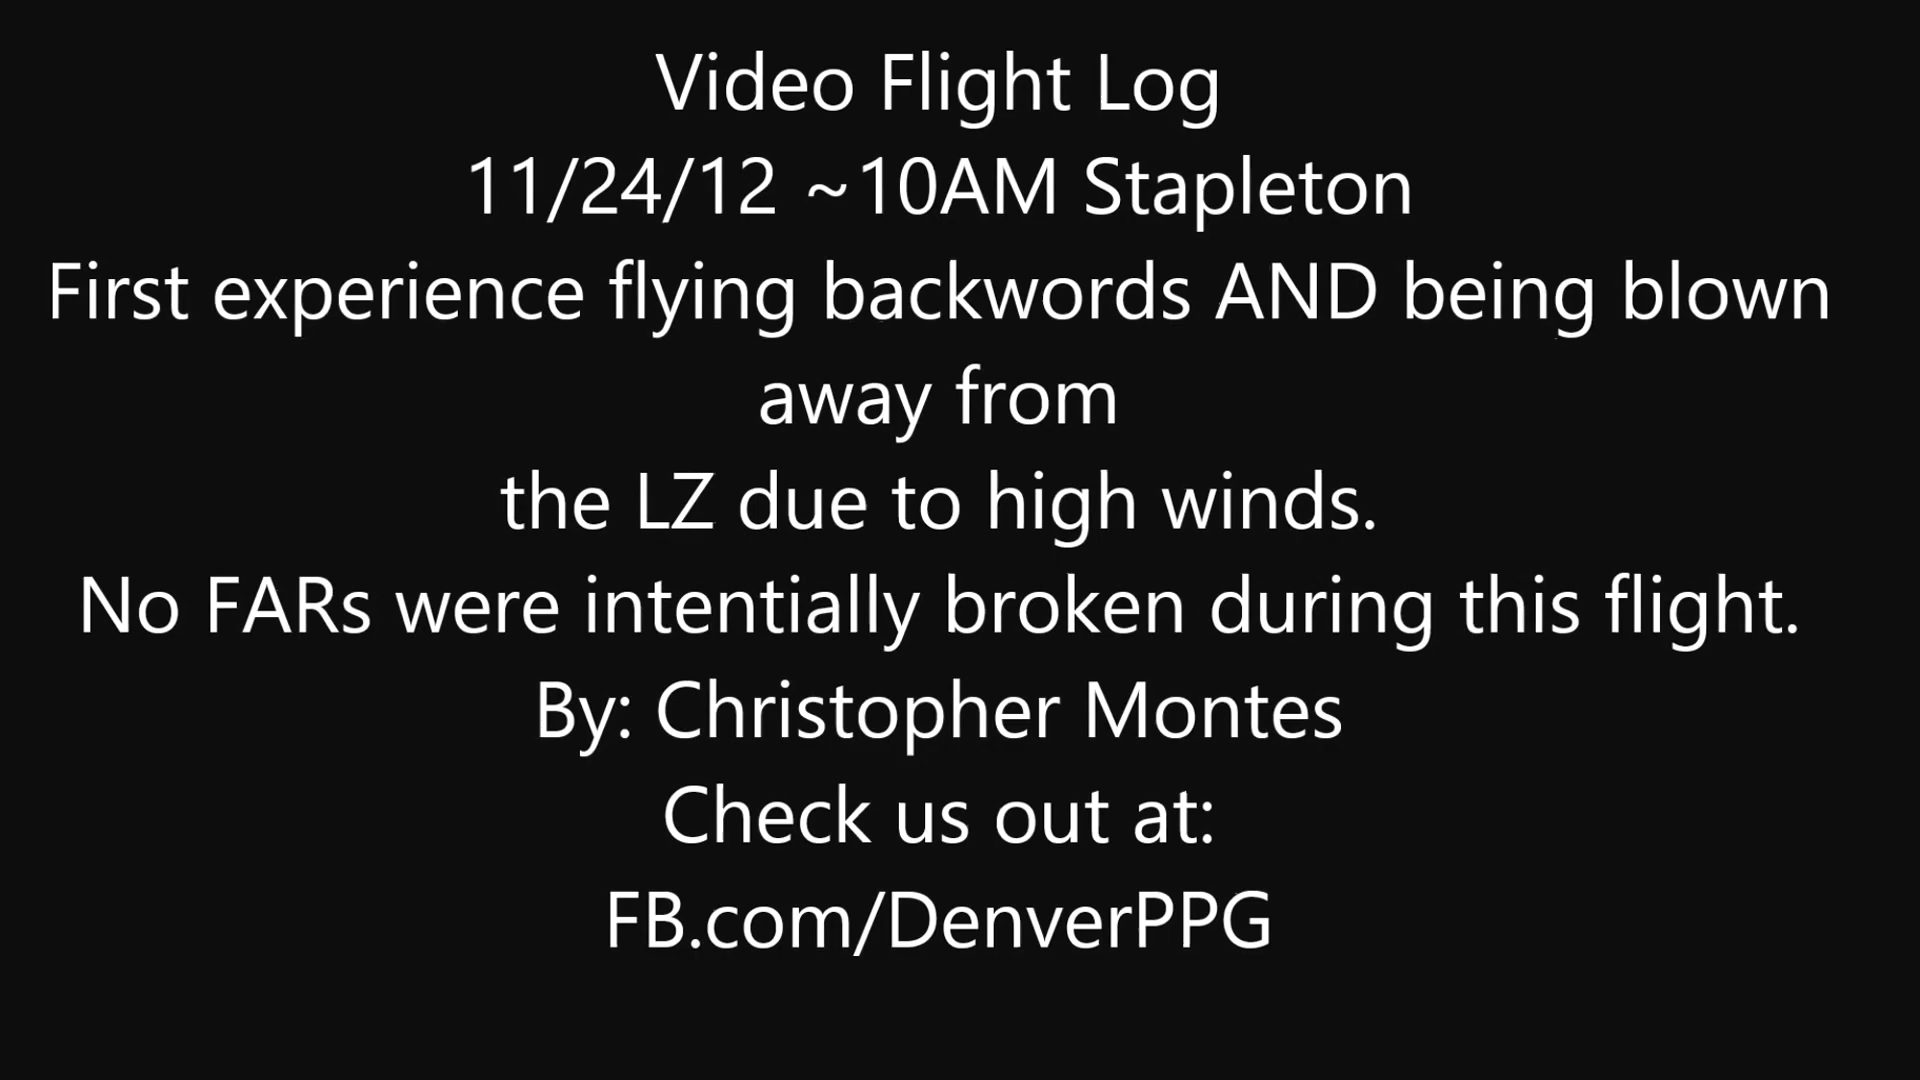 Video Flight Log
11/24/12 ~10AM Stapleton
First experience flying backwords AND being blown
away from
the LZ due to high winds.
No FARs were intentially broken during this flight.
By: Christopher Montes
Check us out at:
FB.com/DenverPPG